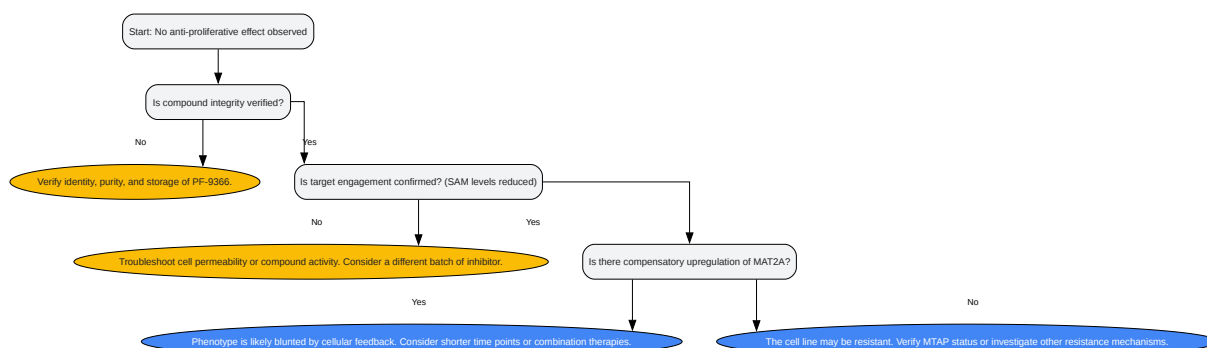 Start: No anti-proliferative effect observed
Is compound integrity verified?
No
Yes
Verify identity, purity, and storage of PF-9366.
Is target engagement confirmed? (SAM levels reduced)
No
Yes
Troubleshoot cell permeability or compound activity. Consider a different batch of inhibitor.
Is there compensatory upregulation of MAT2A?
Yes
No
Phenotype is likely blunted by cellular feedback. Consider shorter time points or combination therapies.
The cell line may be resistant. Verify MTAP status or investigate other resistance mechanisms.